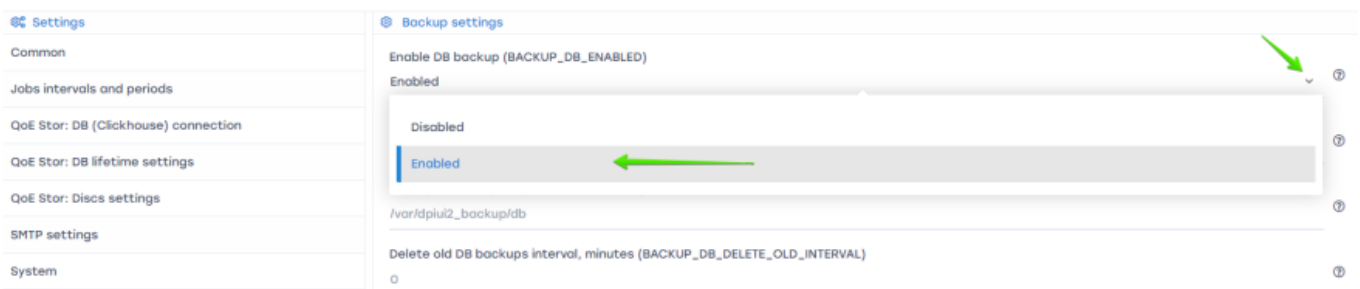 Settings
Common
Jobs intervals and periods
QoE Stor: DB (Clickhouse) connection
QoE Stor: DB lifetime settings
QoE Stor: Discs settings
SMTP settings
System
Backup settings
Enable DB backup (BACKUP_DB_ENABLED)
Enabled
Disabled
Enabled
/var/dpiui2_backup/db
Delete old DB backups interval, minutes (BACKUP_DB_DELETE_OLD_INTERVAL)
0